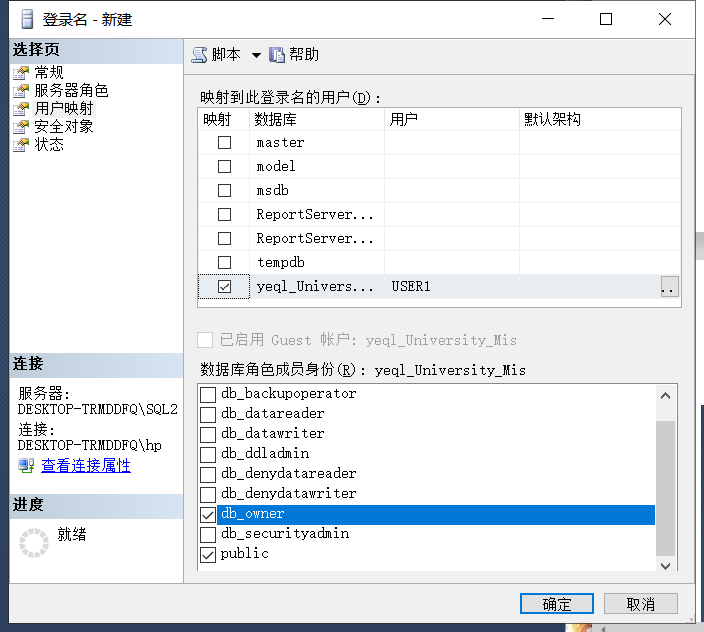 登录名 - 新建
选择页
常规
服务器角色
用户映射
安全对象
状态
连接
服务器:
DESKTOP-TRMDDFQ\SQL2
连接:
DESKTOP-TRMDDFQ\hp
查看连接属性
进度
就绪
脚本 帮助
映射到此登录名的用户(D):
映射 数据库 用户 默认架构
master
model
msdb
ReportServer...
ReportServer...
tempdb
yeql_Univers... USER1 ..
已启用 Guest 帐户: yeql_University_Mis
数据库角色成员身份(R): yeql_University_Mis
db_backupoperator
db_datareader
db_datawriter
db_ddladmin
db_denydatareader
db_denydatawriter
db_owner
db_securityadmin
public
确定 取消